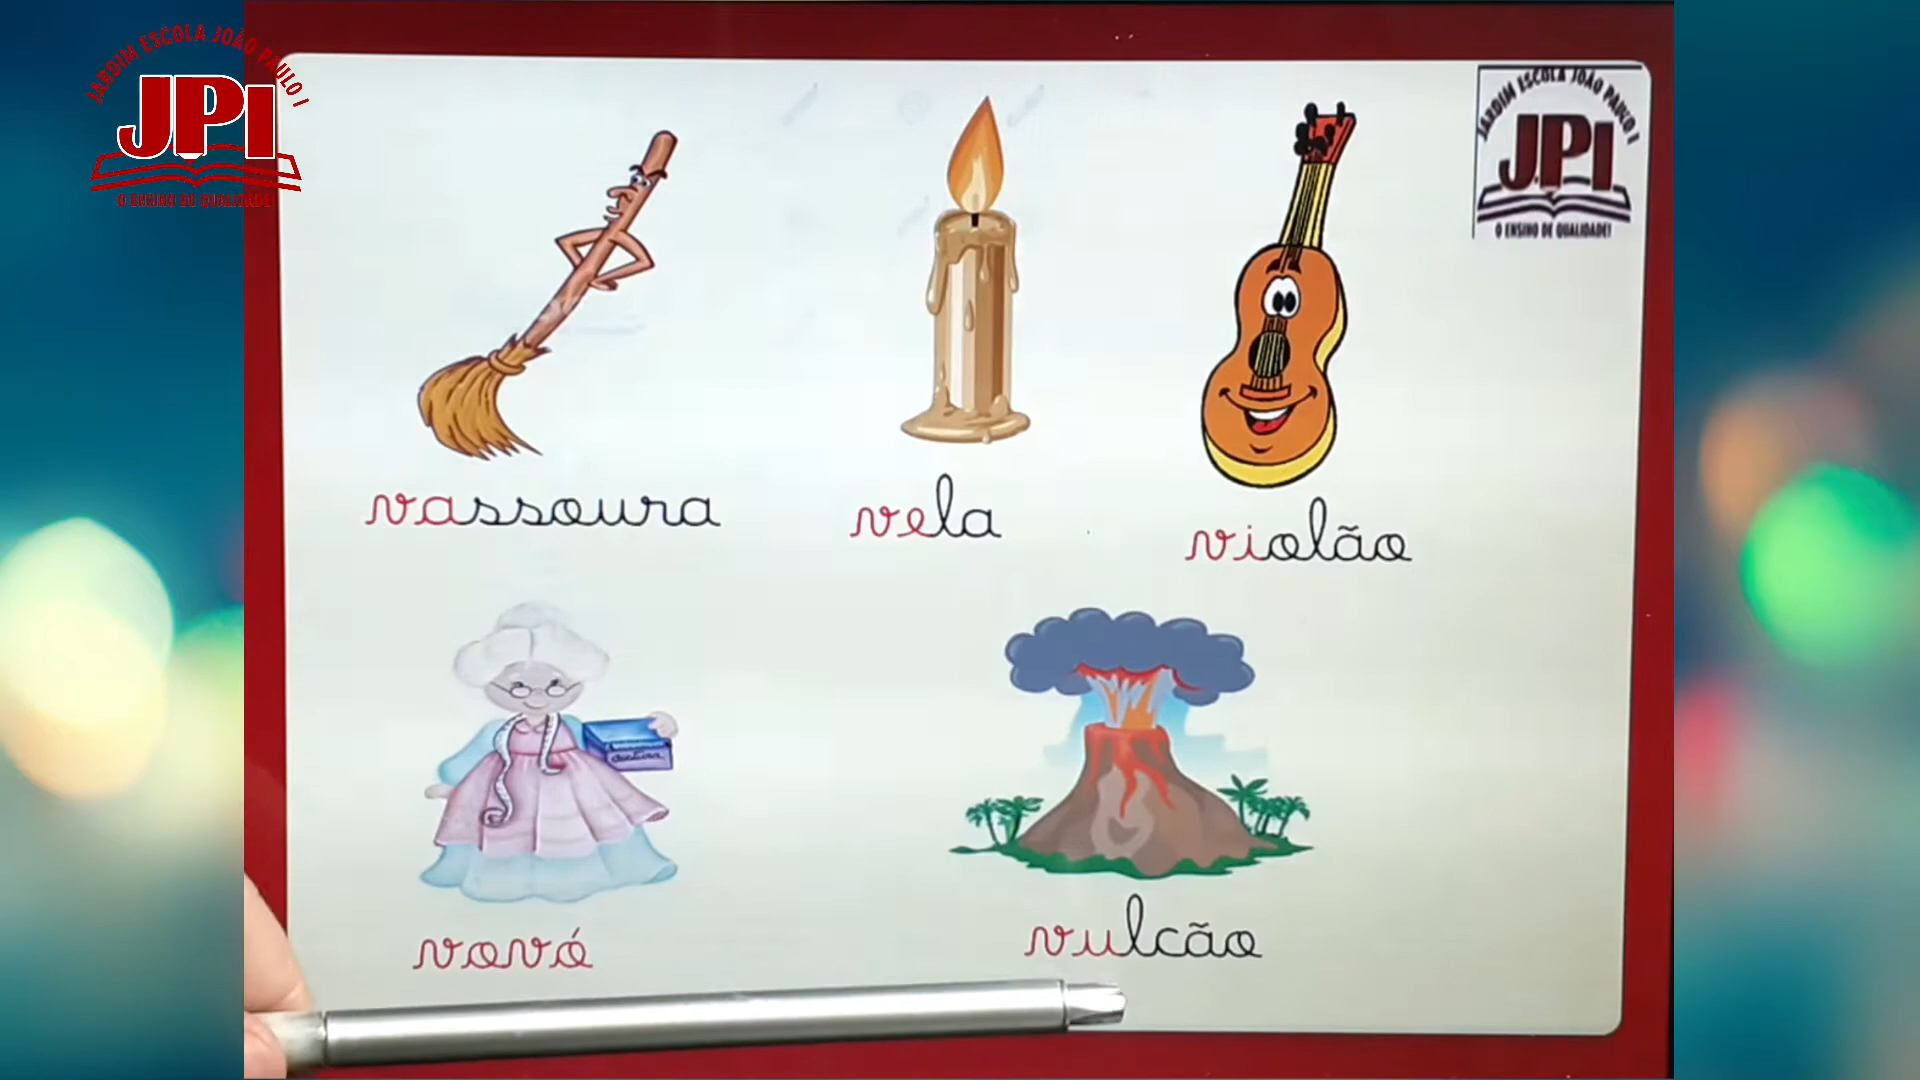 JARDIM ESCOLA JOÃO PAULO I
JPI
O ENSINO DE QUALIDADE!
JARDIM ESCOLA JOÃO PAULO I
JPI
O ENSINO DE QUALIDADE!
vassoura
vela
violão
costura
vovó
vulcão